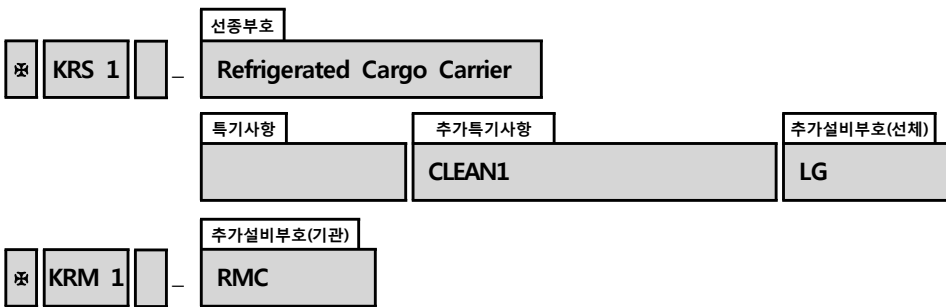 선종부호
✠ KRS 1 – Refrigerated Cargo Carrier
특기사항 추가특기사항 추가설비부호(선체)
CLEAN1 LG
추가설비부호(기관)
✠ KRM 1 – RMC